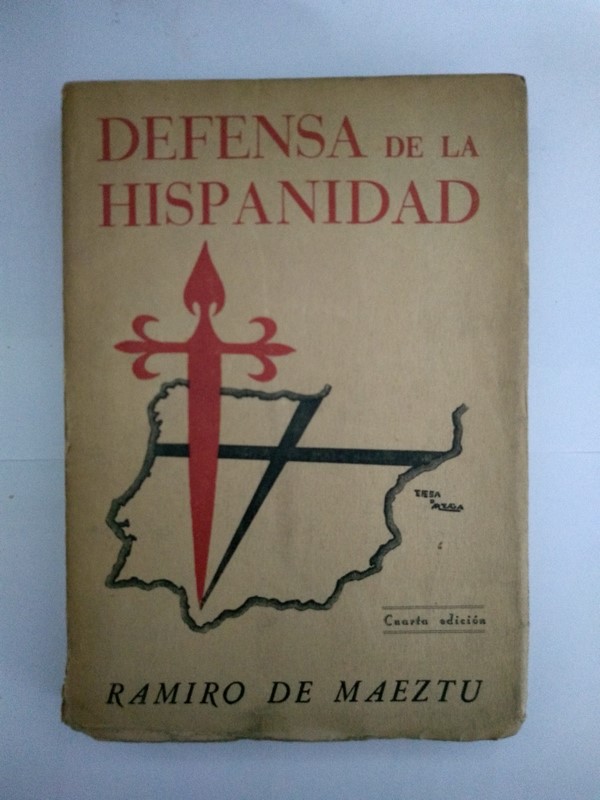 DEFENSA DE LA
HISPANIDAD
Cuarta edición
RAMIRO DE MAEZTU